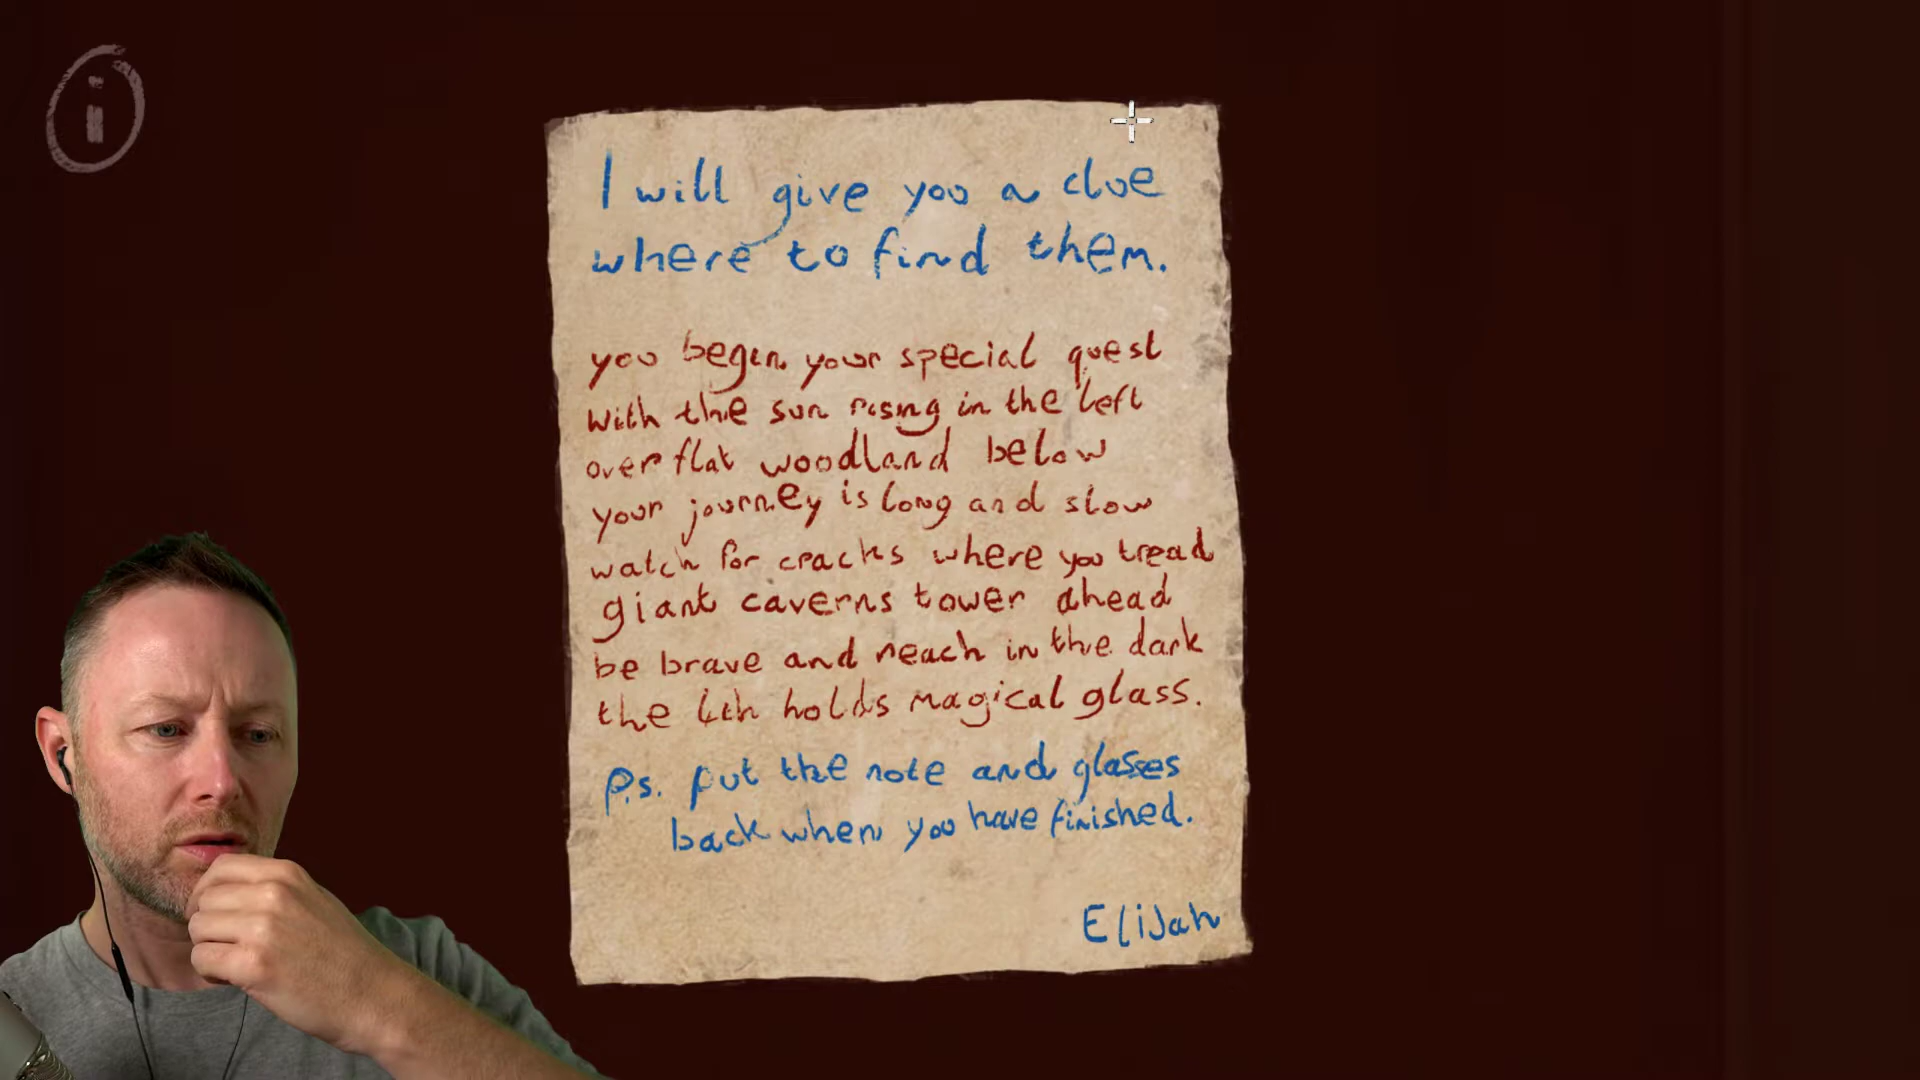 I will give you a clue
where to find them.
you begin your special quest
With the sun rising in the left
over flat woodland below
your journey is long and slow
watch for cracks where you tread
giant caverns tower ahead
be brave and reach in the dark
the 4th holds magical glass.
P.s. put the note and glasses
back when you have finished.
Elijah